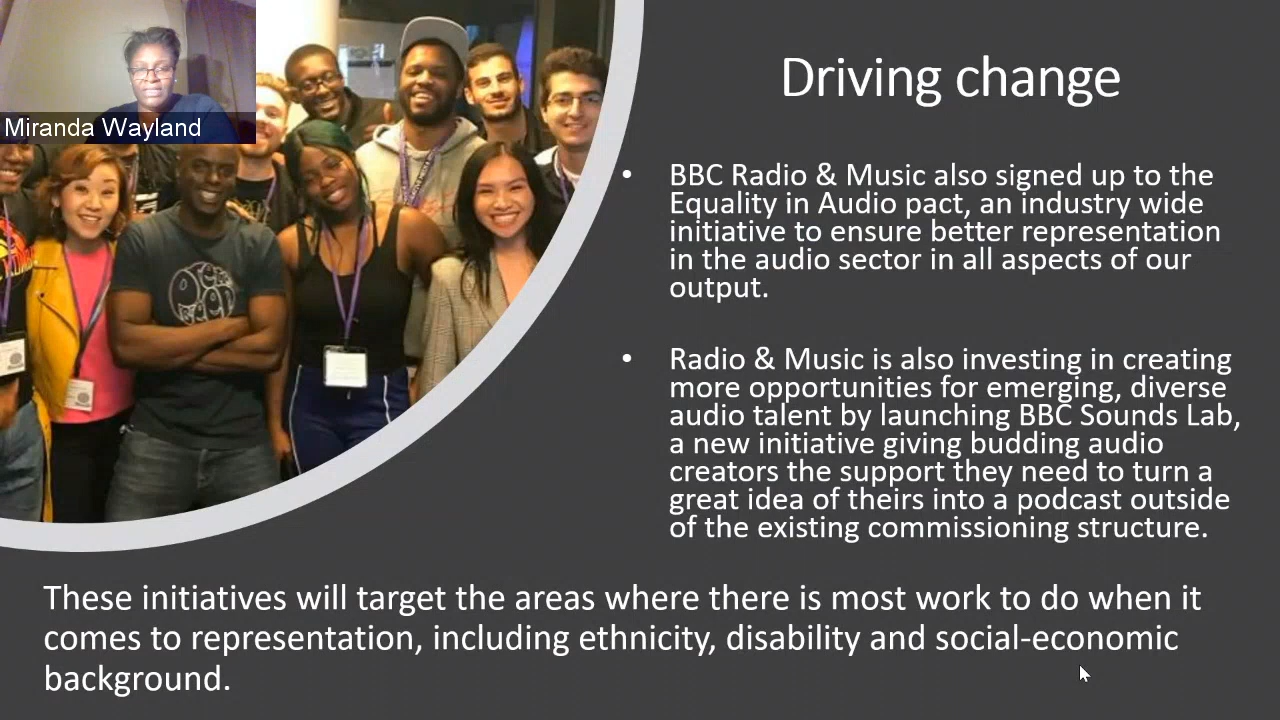 Miranda Wayland
Driving change
• BBC Radio & Music also signed up to the
Equality in Audio pact, an industry wide
initiative to ensure better representation
in the audio sector in all aspects of our
output.
• Radio & Music is also investing in creating
more opportunities for emerging, diverse
audio talent by launching BBC Sounds Lab,
a new initiative giving budding audio
creators the support they need to turn a
great idea of theirs into a podcast outside
of the existing commissioning structure.
These initiatives will target the areas where there is most work to do when it
comes to representation, including ethnicity, disability and social-economic
background.